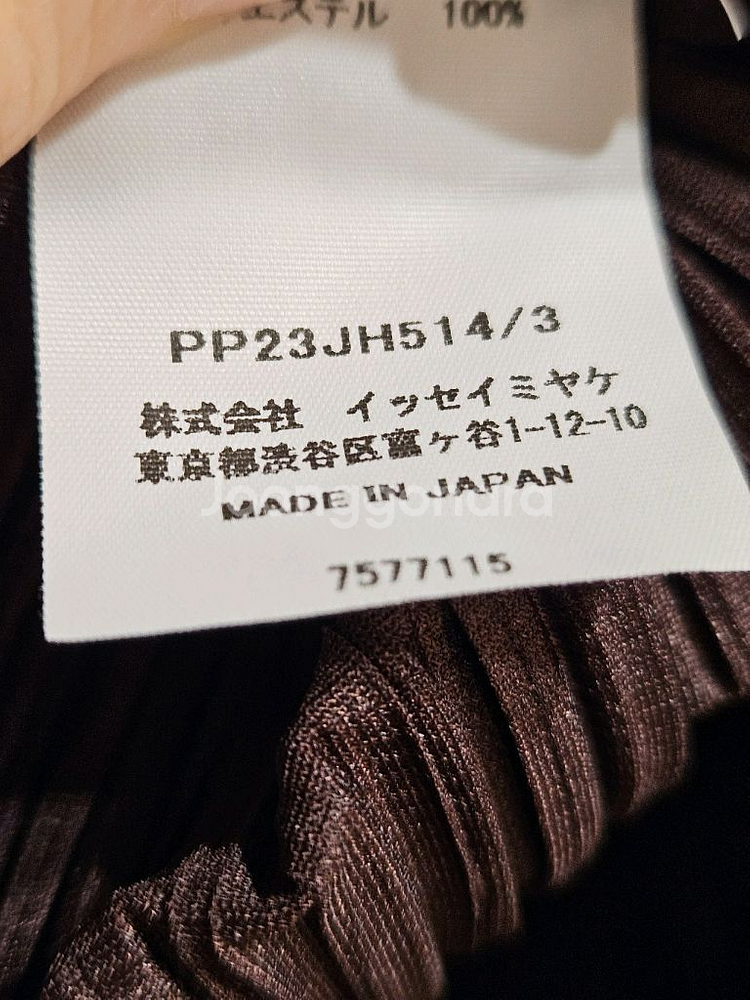 エステル 100%
PP23JH514/3
株式会社 イッセイミヤケ
東京都渋谷区富ヶ谷1-12-10
MADE IN JAPAN
Joonggonara
7577115